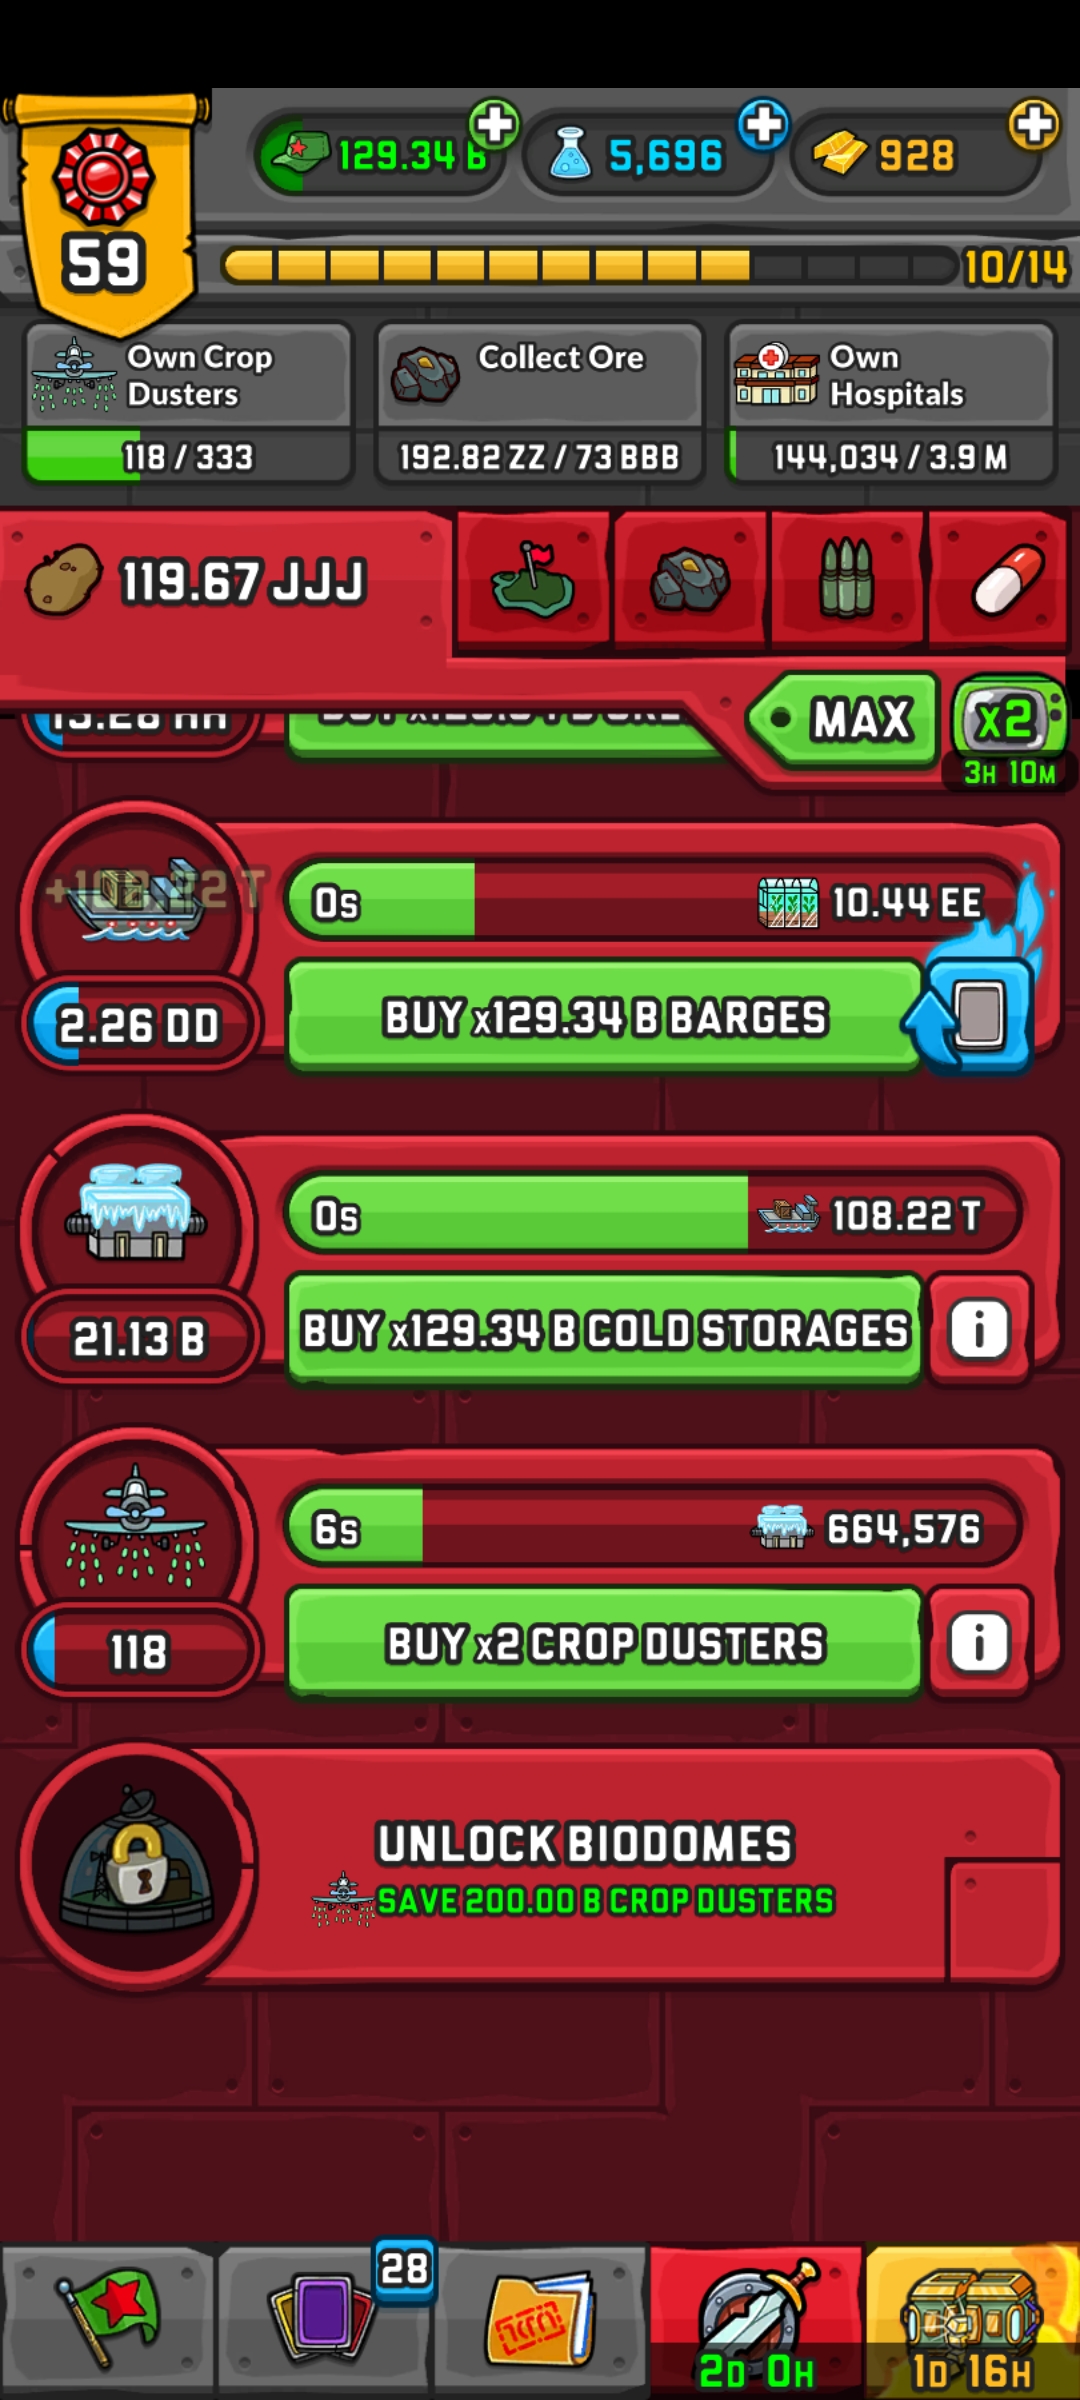 129.34 B
5,696
928
59
10/14
Own Crop
Dusters
118 / 333
Collect Ore
192.82 ZZ / 73 BBB
Own
Hospitals
144,034 / 3.9 M
119.67 JJJ
MAX
x2
3H 10M
+108.22 T
0s
10.44 EE
2.26 DD
BUY x129.34 B BARGES
0s
108.22 T
21.13 B
BUY x129.34 B COLD STORAGES
i
6s
664,576
118
BUY x2 CROP DUSTERS
i
UNLOCK BIODOMES
SAVE 200.00 B CROP DUSTERS
28
2D 0H
1D 16H